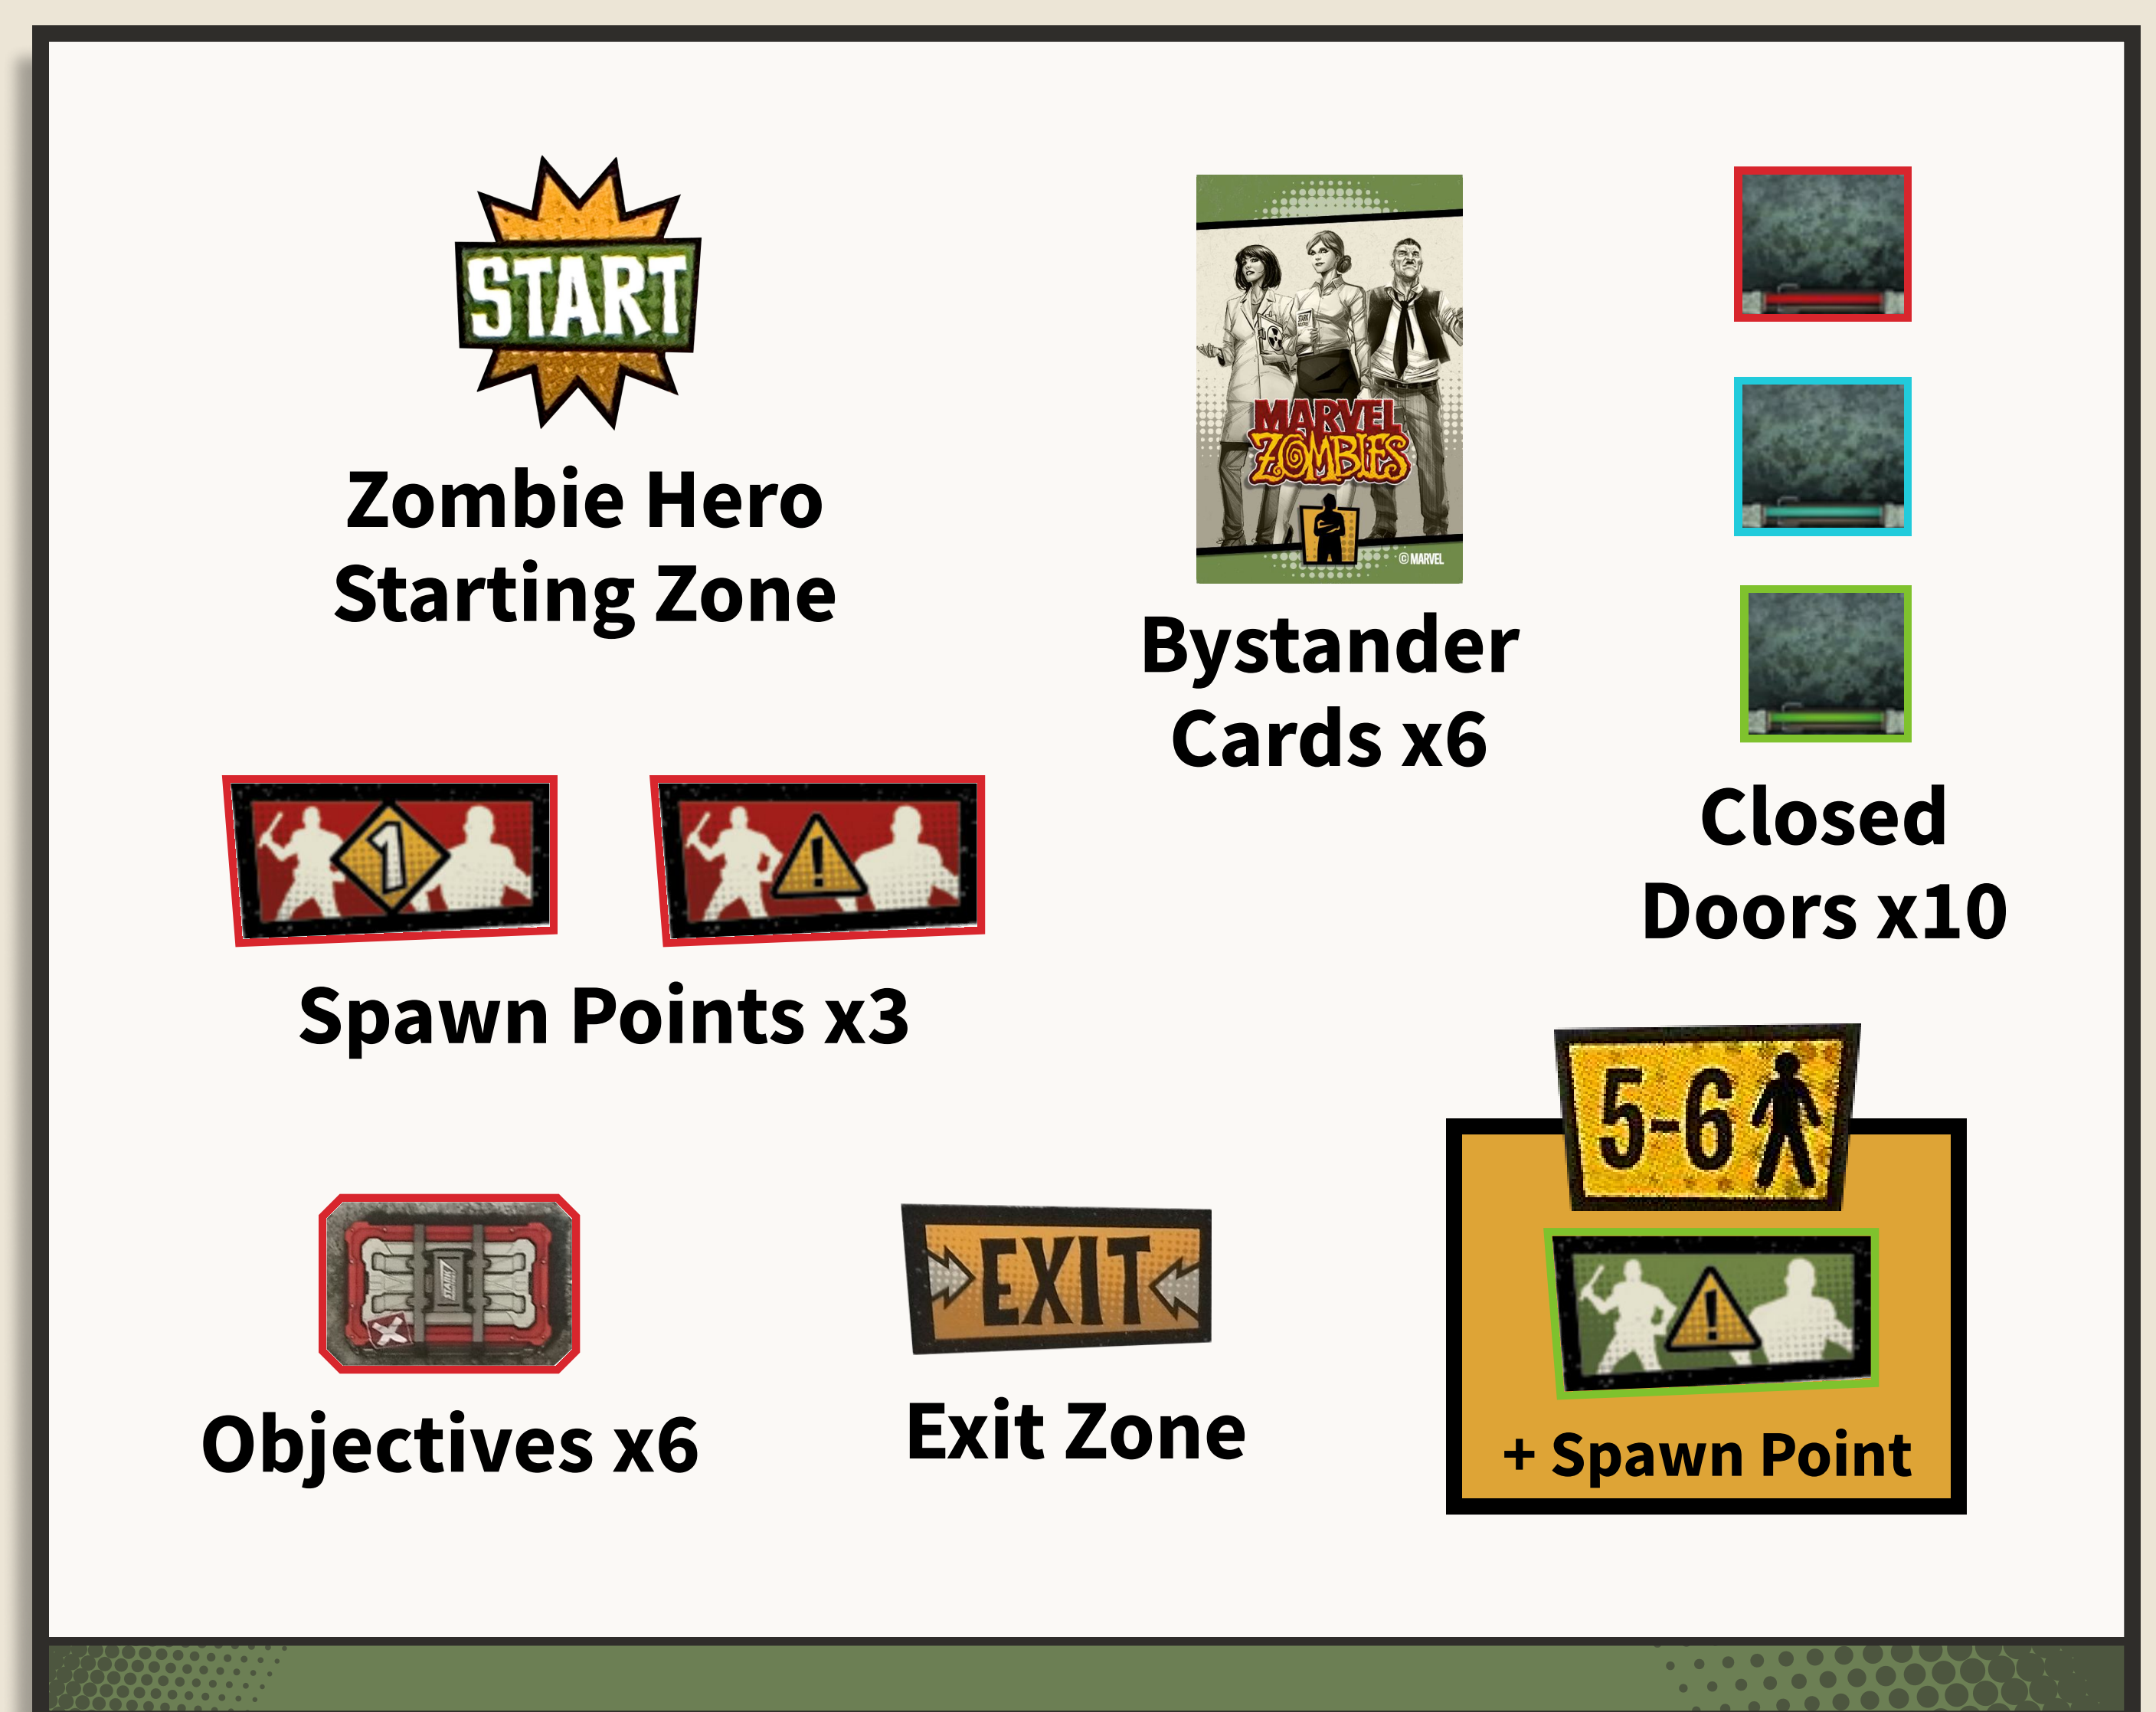 START
Zombie Hero
Starting Zone
MARVEL
ZOMBIES
© MARVEL
Bystander
Cards x6
Closed
Doors x10
1
!
!
Spawn Points x3
STARK
Objectives x6
EXIT
Exit Zone
5-6
!
+ Spawn Point